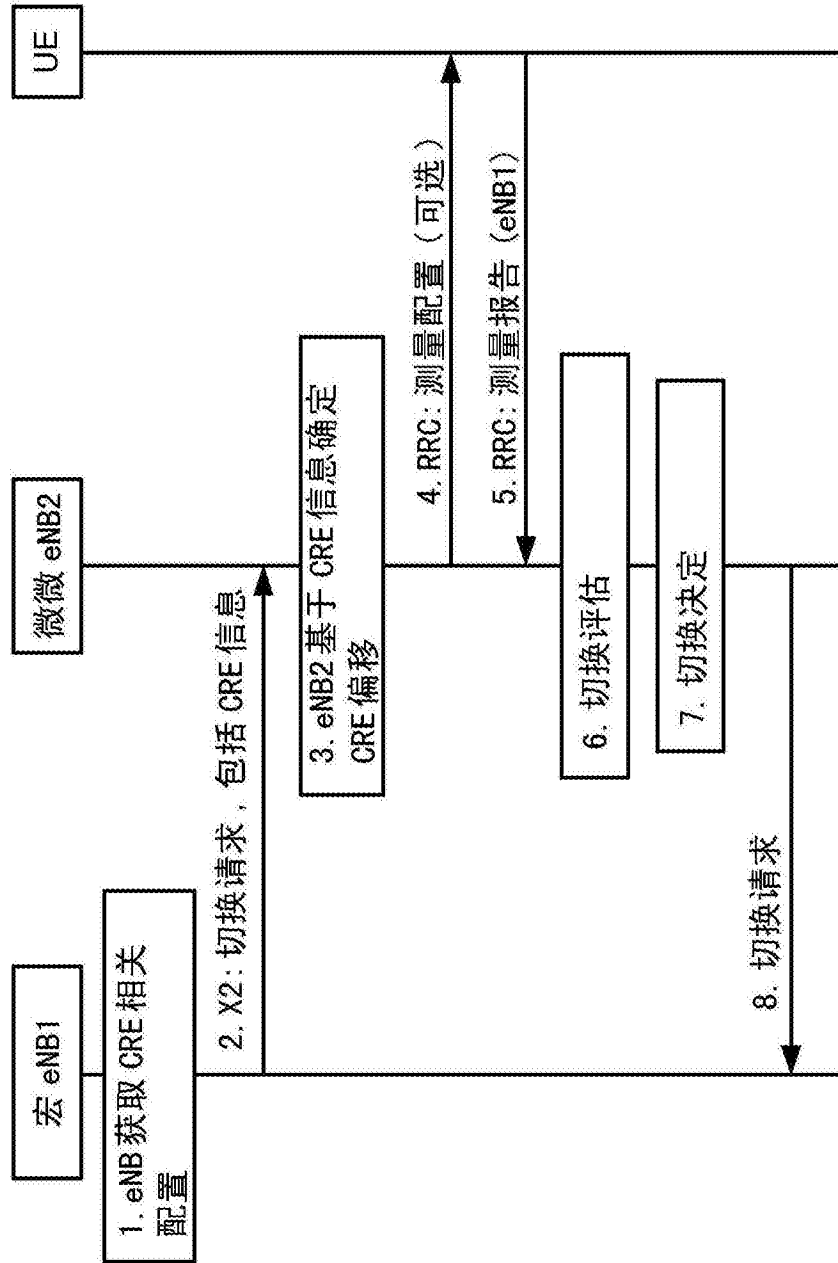 宏 eNB1
微微 eNB2
UE
1. eNB 获取 CRE 相关
配置
2. X2: 切换请求, 包括 CRE 信息
3. eNB2 基于 CRE 信息确定
CRE 偏移
4. RRC: 测量配置 (可选)
5. RRC: 测量报告 (eNB1)
6. 切换评估
7. 切换决定
8. 切换请求